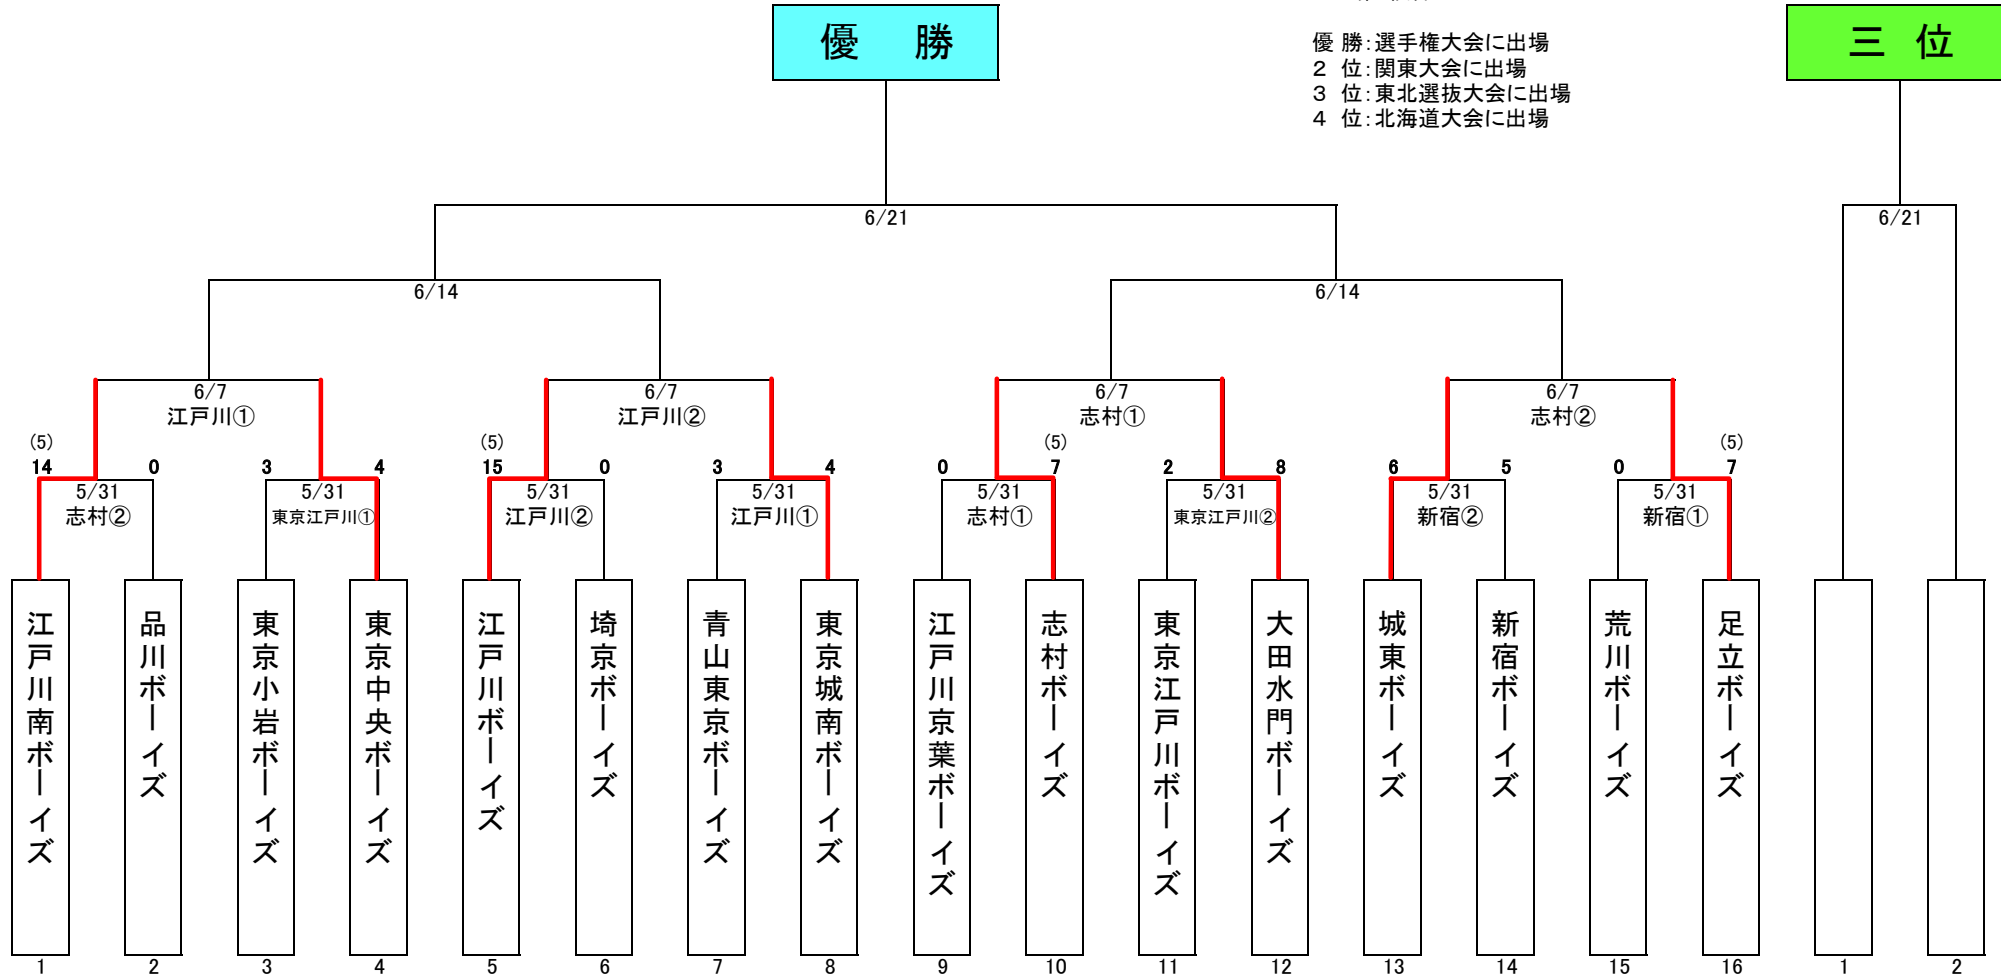 優 勝
三 位
優 勝:選手権大会に出場
2 位:関東大会に出場
3 位:東北選抜大会に出場
4 位:北海道大会に出場
6/21
6/21
6/14
6/14
6/7
江戸川①
6/7
江戸川②
6/7
志村①
6/7
志村②
(5)
(5)
(5)
(5)
14
0
3
4
15
0
3
4
0
7
2
8
6
5
0
7
5/31
志村②
5/31
東京江戸川①
5/31
江戸川②
5/31
江戸川①
5/31
志村①
5/31
東京江戸川②
5/31
新宿②
5/31
新宿①
江戸川南ボーイズ
品川ボーイズ
東京小岩ボーイズ
東京中央ボーイズ
江戸川ボーイズ
埼京ボーイズ
青山東京ボーイズ
東京城南ボーイズ
江戸川京葉ボーイズ
志村ボーイズ
東京江戸川ボーイズ
大田水門ボーイズ
城東ボーイズ
新宿ボーイズ
荒川ボーイズ
足立ボーイズ
1
2
3
4
5
6
7
8
9
10
11
12
13
14
15
16
1
2